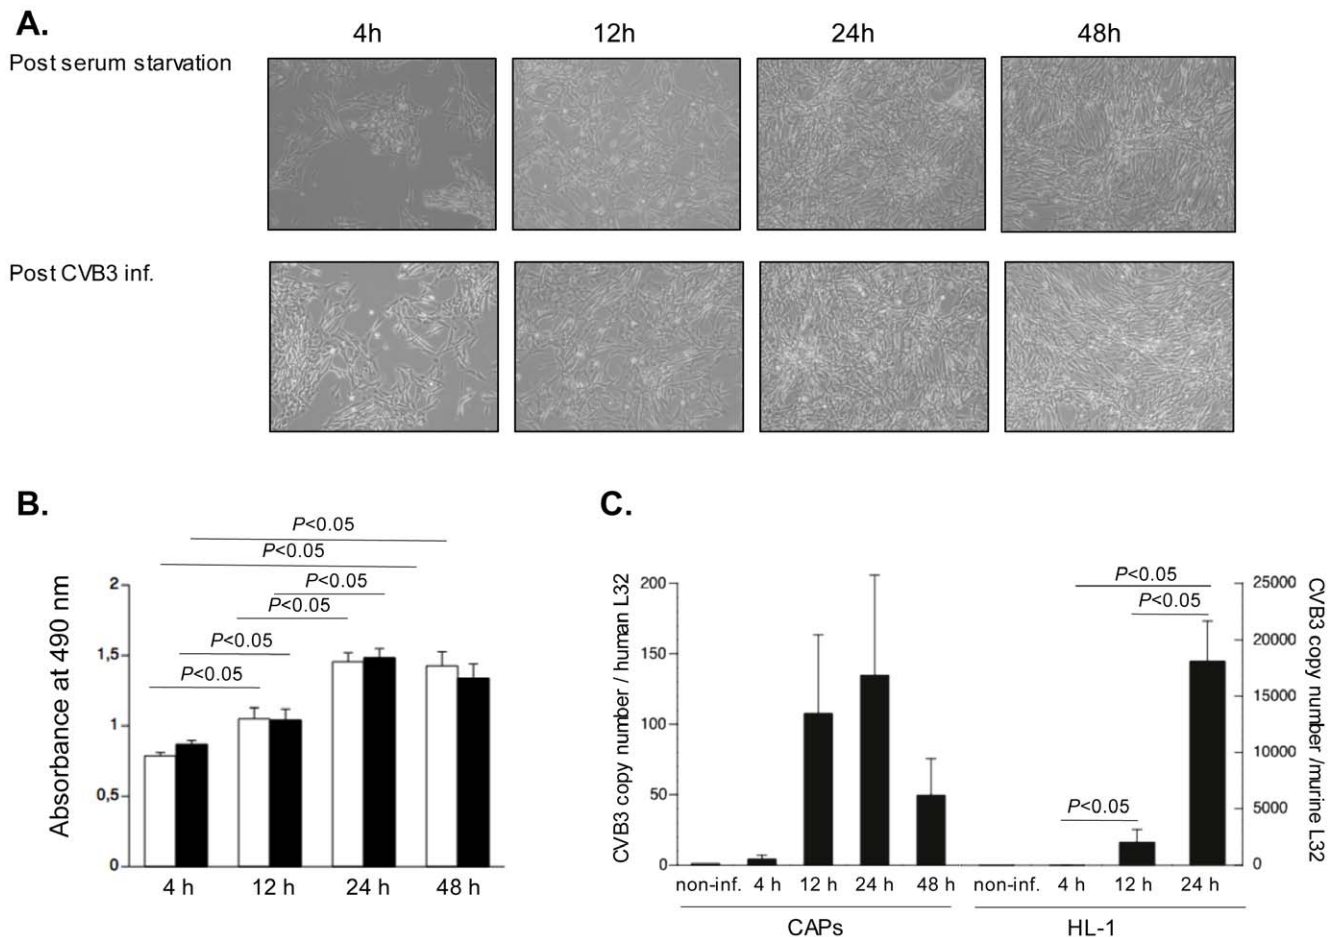 A.
4h 12h 24h 48h
Post serum starvation
Post CVB3 inf.
B.
P<0.05
P<0.05
P<0.05
P<0.05
P<0.05
P<0.05
Absorbance at 490 nm
2
1,5
1
0,5
0
4 h 12 h 24 h 48 h
C.
CVB3 copy number / human L32
200
150
100
50
0
P<0.05
P<0.05
P<0.05
25000
20000
15000
10000
5000
0
CVB3 copy number /murine L32
non-inf. 4 h 12 h 24 h 48 h non-inf. 4 h 12h 24 h
CAPs HL-1